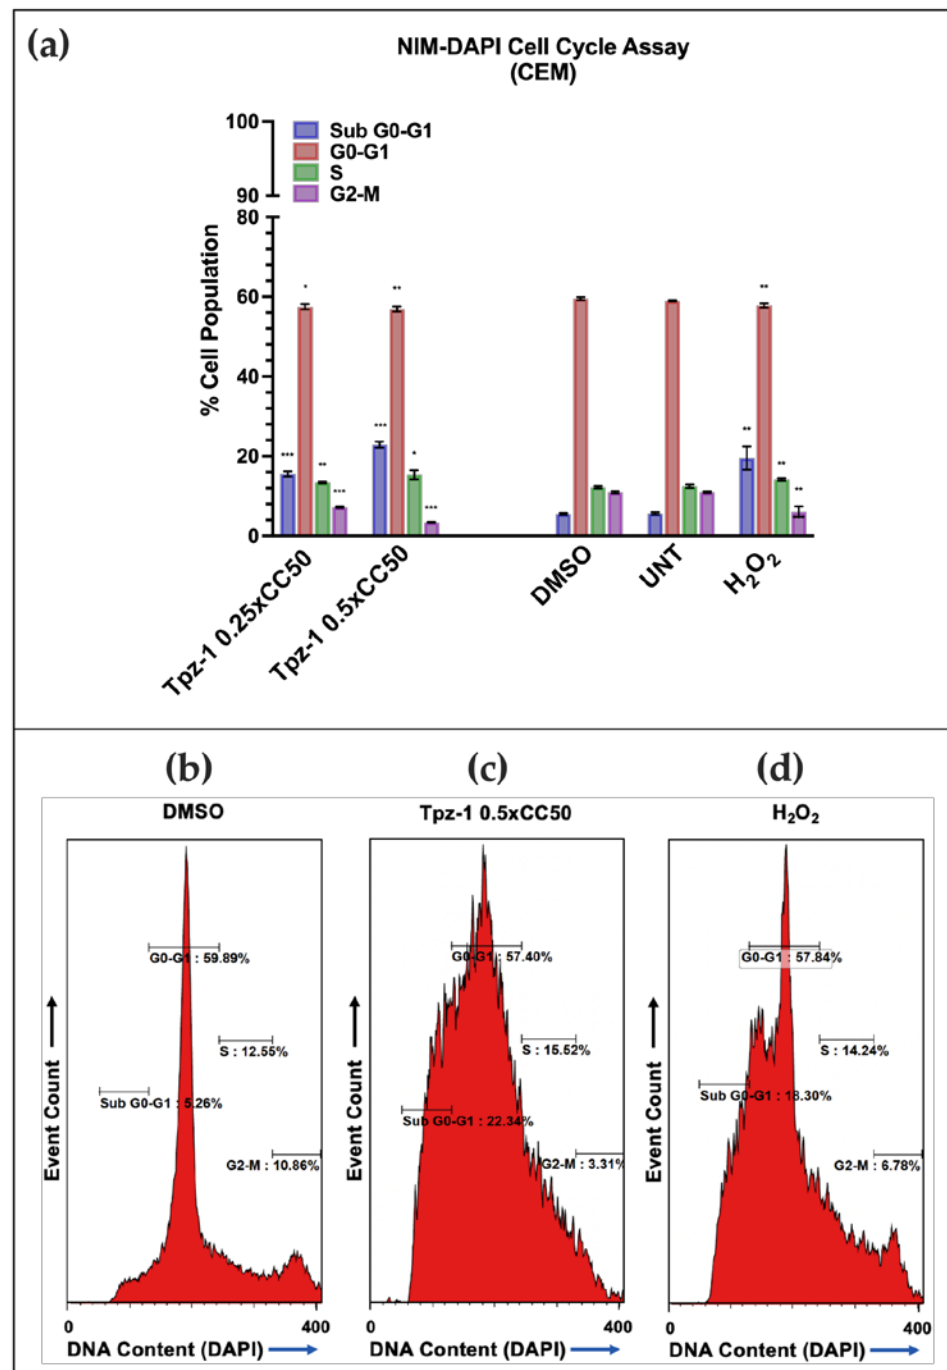 (a)
NIM-DAPI Cell Cycle Assay
(CEM)
Sub G0-G1
G0-G1
S
G2-M
% Cell Population
100
90
80
60
40
20
0
* ** **
*** ** *** *** * *** ** ** **
Tpz-1 0.25xCC50
Tpz-1 0.5xCC50
DMSO
UNT
H₂O₂
(b)
DMSO
Event Count
G0-G1 : 59.89%
S : 12.55%
Sub G0-G1 : 5.26%
G2-M : 10.86%
0 400
DNA Content (DAPI)
(c)
Tpz-1 0.5xCC50
Event Count
G0-G1 : 57.40%
S : 15.52%
Sub G0-G1 : 22.34%
G2-M : 3.31%
0 400
DNA Content (DAPI)
(d)
H₂O₂
Event Count
G0-G1 : 57.84%
S : 14.24%
Sub G0-G1 : 18.30%
G2-M : 6.78%
0 400
DNA Content (DAPI)